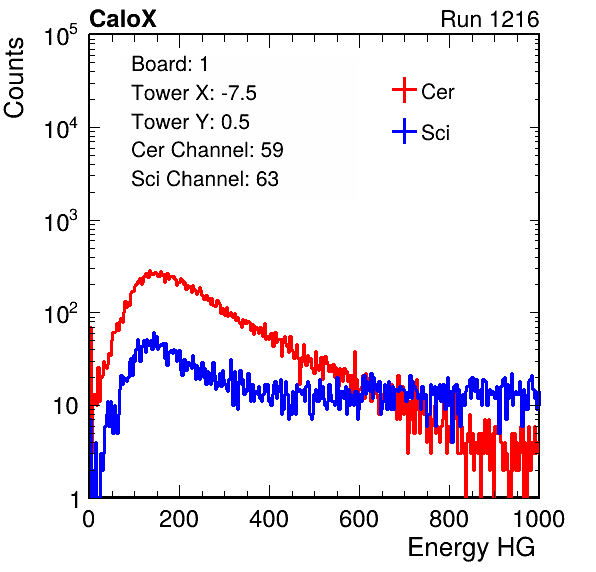 CaloX Run 1216
Board: 1
Tower X: -7.5
Tower Y: 0.5
Cer Channel: 59
Sci Channel: 63
Cer
Sci
Counts
10^5
10^4
10^3
10^2
10
1
0 200 400 600 800 1000
Energy HG